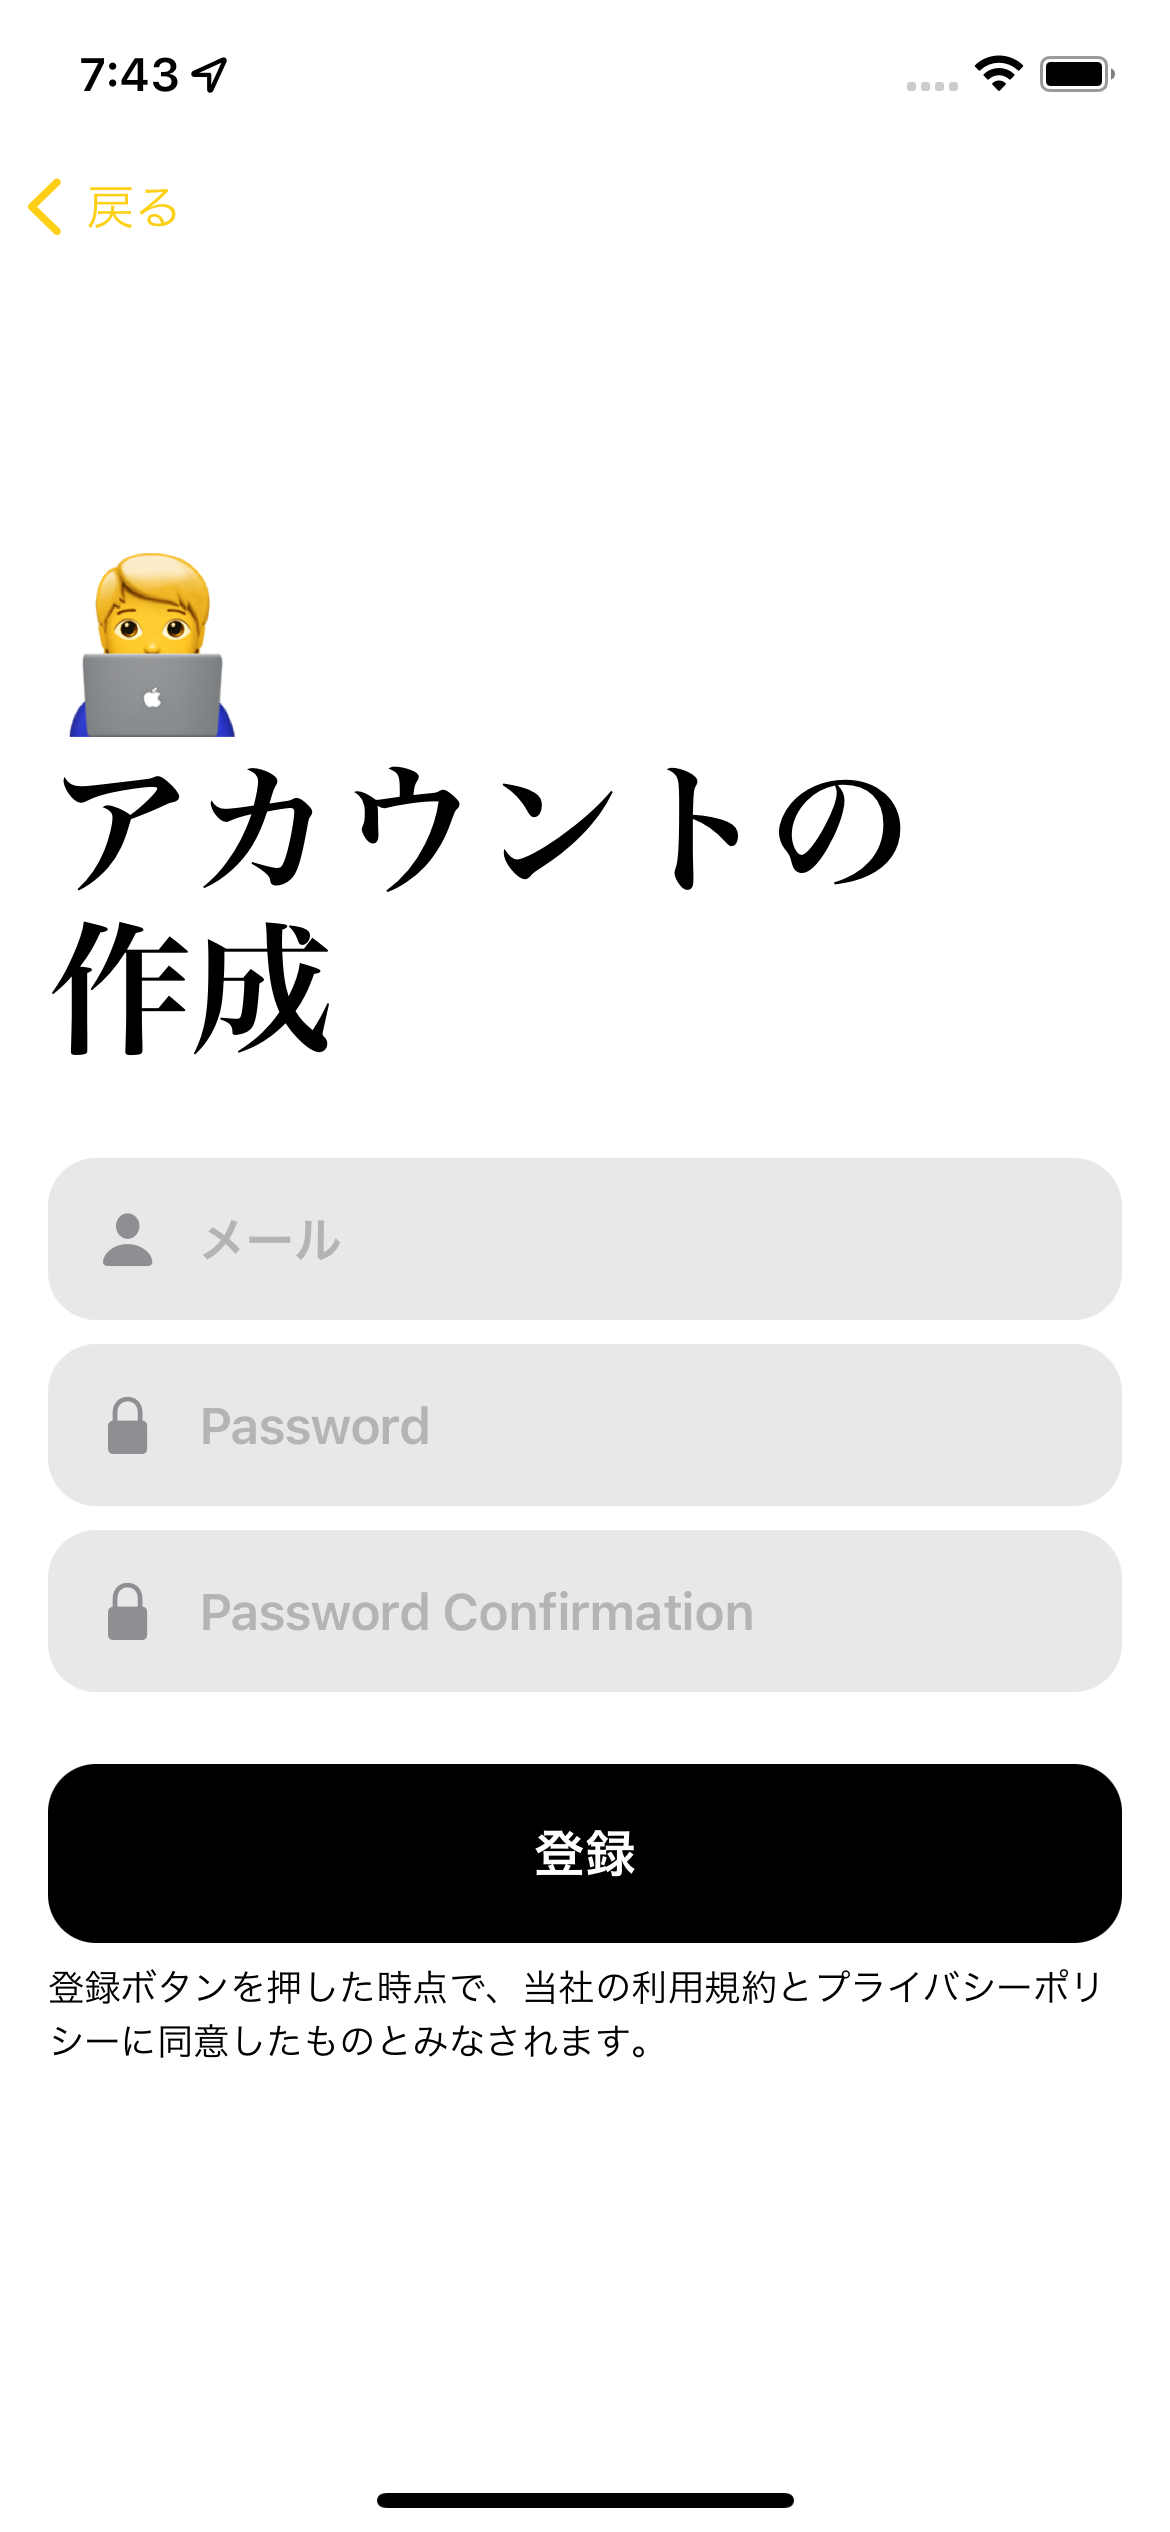 7:43
戻る
アカウントの
作成
メール
Password
Password Confirmation
登録
登録ボタンを押した時点で、当社の利用規約とプライバシーポリ
シーに同意したものとみなされます。